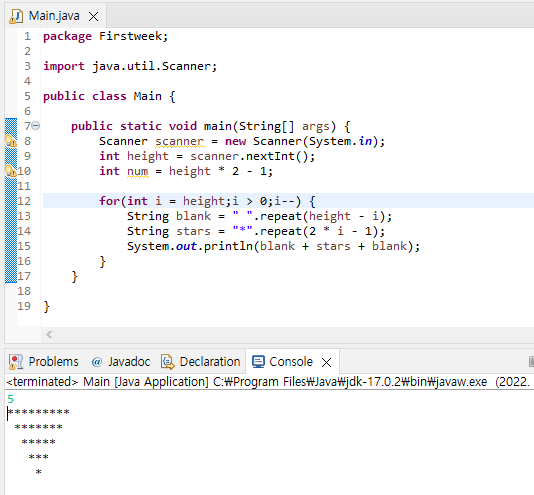 Main.java
1 package Firstweek;
2
3 import java.util.Scanner;
4
5 public class Main {
6
7 public static void main(String[] args) {
8 Scanner scanner = new Scanner(System.in);
9 int height = scanner.nextInt();
10 int num = height * 2 - 1;
11
12 for(int i = height;i > 0;i--) {
13 String blank = " ".repeat(height - i);
14 String stars = "*".repeat(2 * i - 1);
15 System.out.println(blank + stars + blank);
16 }
17 }
18
19 }
Problems @ Javadoc Declaration Console
<terminated> Main [Java Application] C:₩Program Files₩Java₩jdk-17.0.2₩bin₩javaw.exe (2022.
5
*********
 *******
  *****
   ***
    *